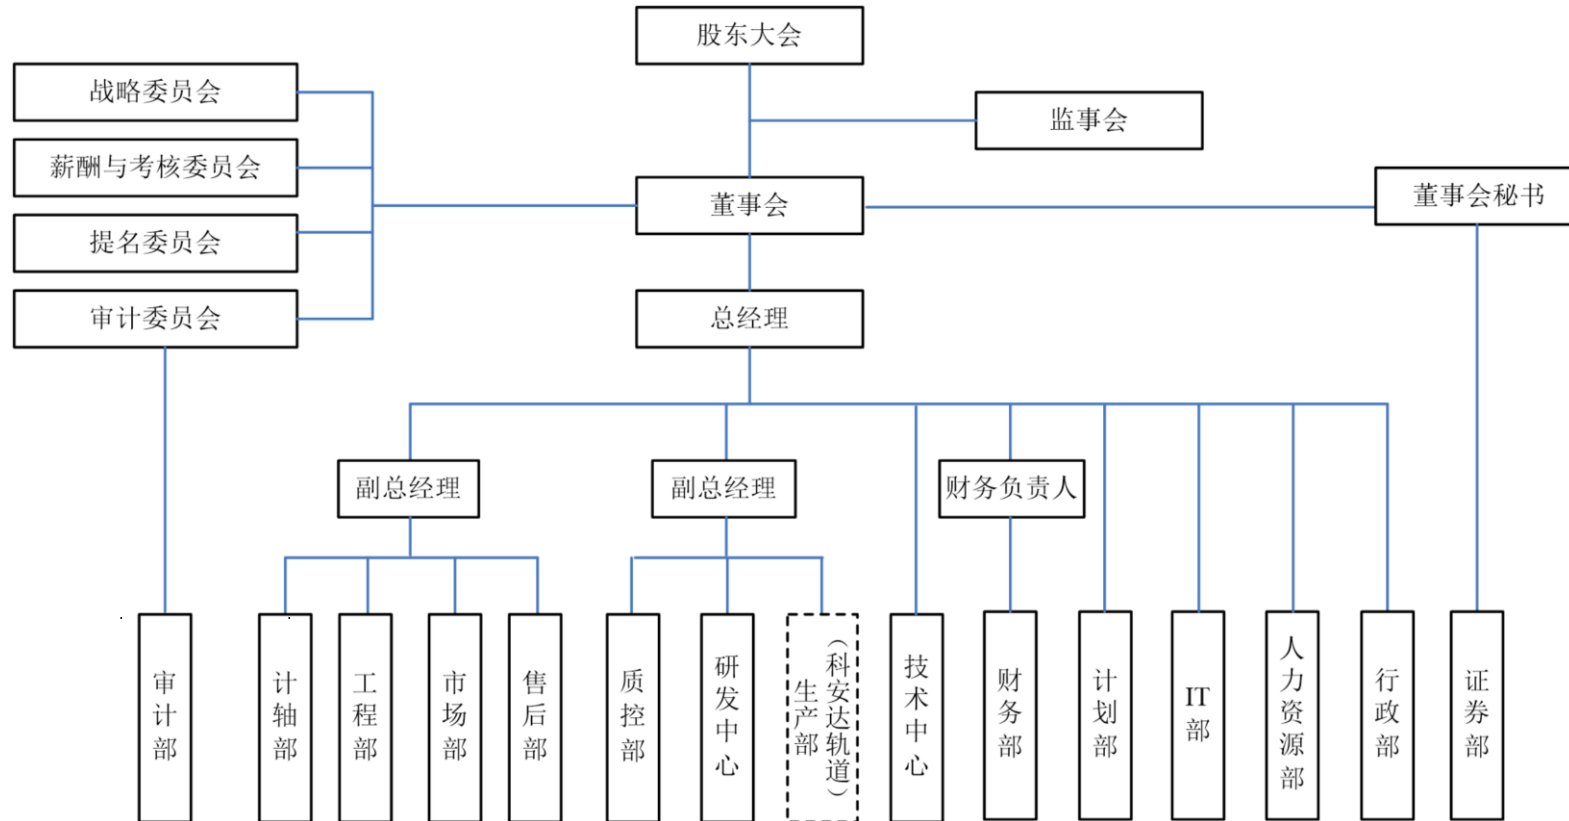 股东大会
战略委员会
监事会
薪酬与考核委员会
董事会
董事会秘书
提名委员会
审计委员会
总经理
副总经理
副总经理
财务负责人
审计部
计轴部
工程部
市场部
售后部
质控部
研发中心
生产部
（科安达轨道）
技术中心
财务部
计划部
IT部
人力资源部
行政部
证券部